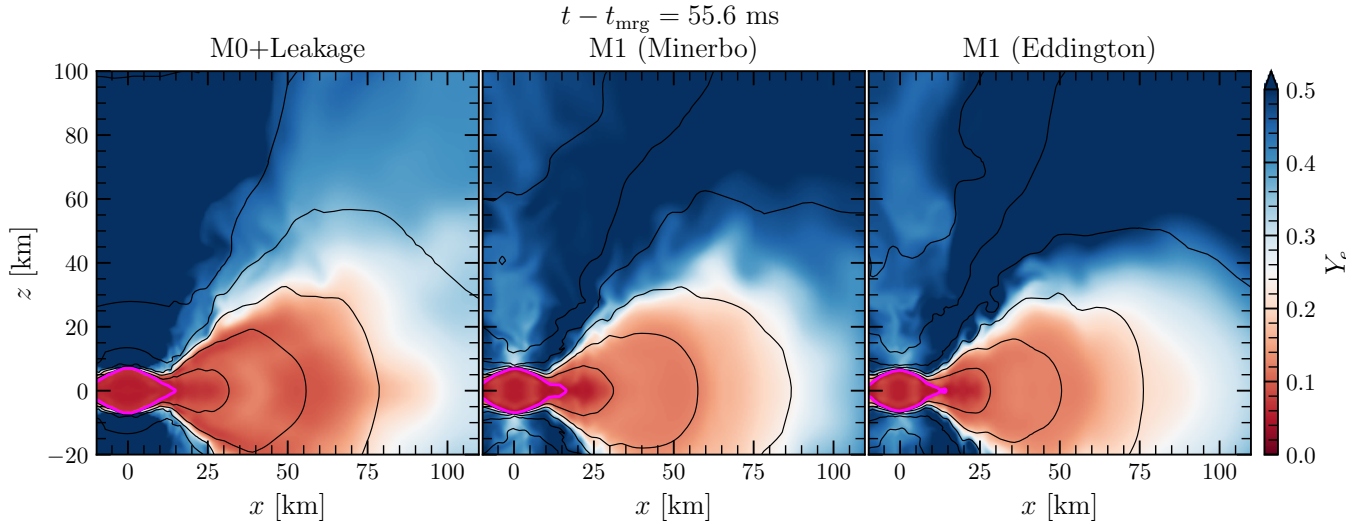 t − t_mrg = 55.6 ms
M0+Leakage
M1 (Minerbo)
M1 (Eddington)
100
80
60
40
20
0
−20
z [km]
0 25 50 75 100
0 25 50 75 100
0 25 50 75 100
x [km]
x [km]
x [km]
0.5
0.4
0.3
0.2
0.1
0.0
Y_e